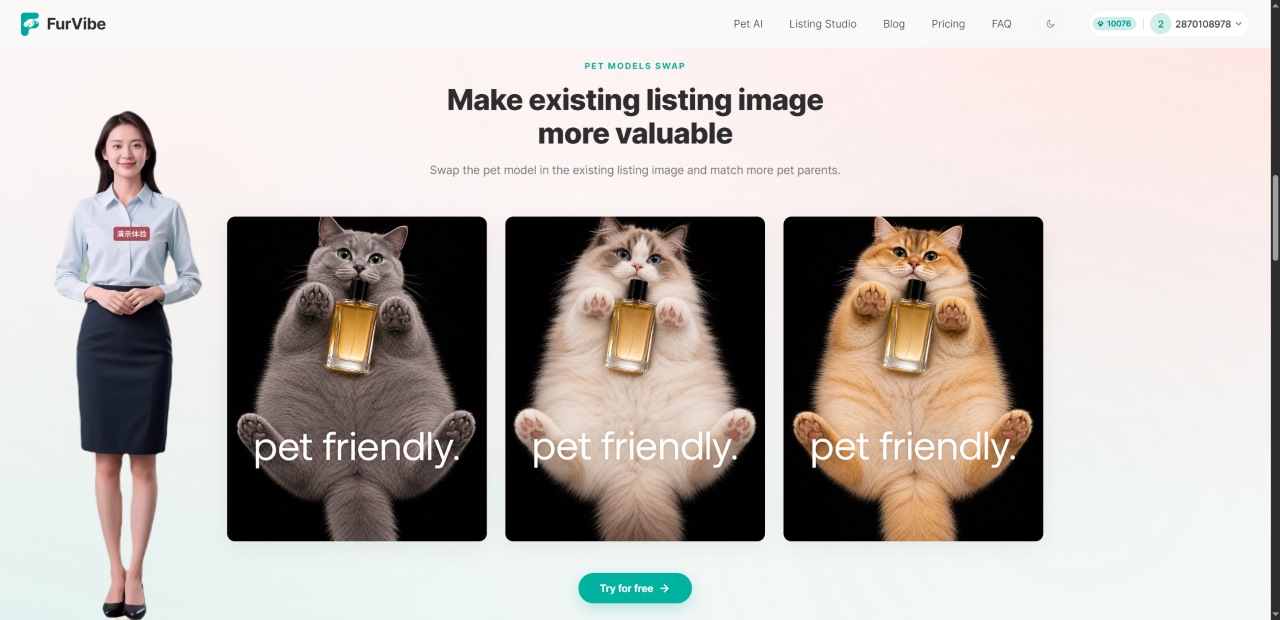 FurVibe
Pet AI
Listing Studio
Blog
Pricing
FAQ
10076
2
2870108978
PET MODELS SWAP
Make existing listing image
more valuable
Swap the pet model in the existing listing image and match more pet parents.
演示体验
pet friendly.
pet friendly.
pet friendly.
Try for free →